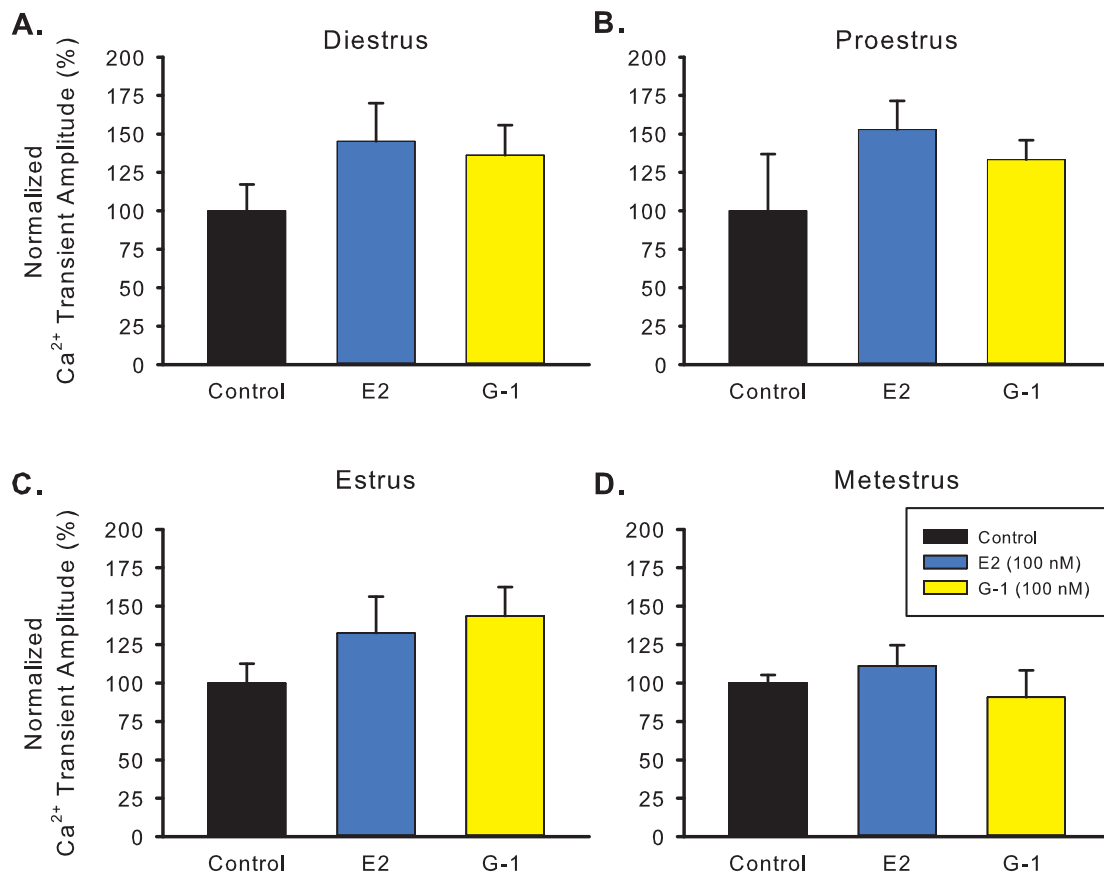 A.
Diestrus
Normalized
Ca²⁺ Transient Amplitude (%)
200
175
150
125
100
75
50
25
0
Control E2 G-1
B.
Proestrus
200
175
150
125
100
75
50
25
0
Control E2 G-1
C.
Estrus
Normalized
Ca²⁺ Transient Amplitude (%)
200
175
150
125
100
75
50
25
0
Control E2 G-1
D.
Metestrus
200
175
150
125
100
75
50
25
0
Control
E2 (100 nM)
G-1 (100 nM)
Control E2 G-1